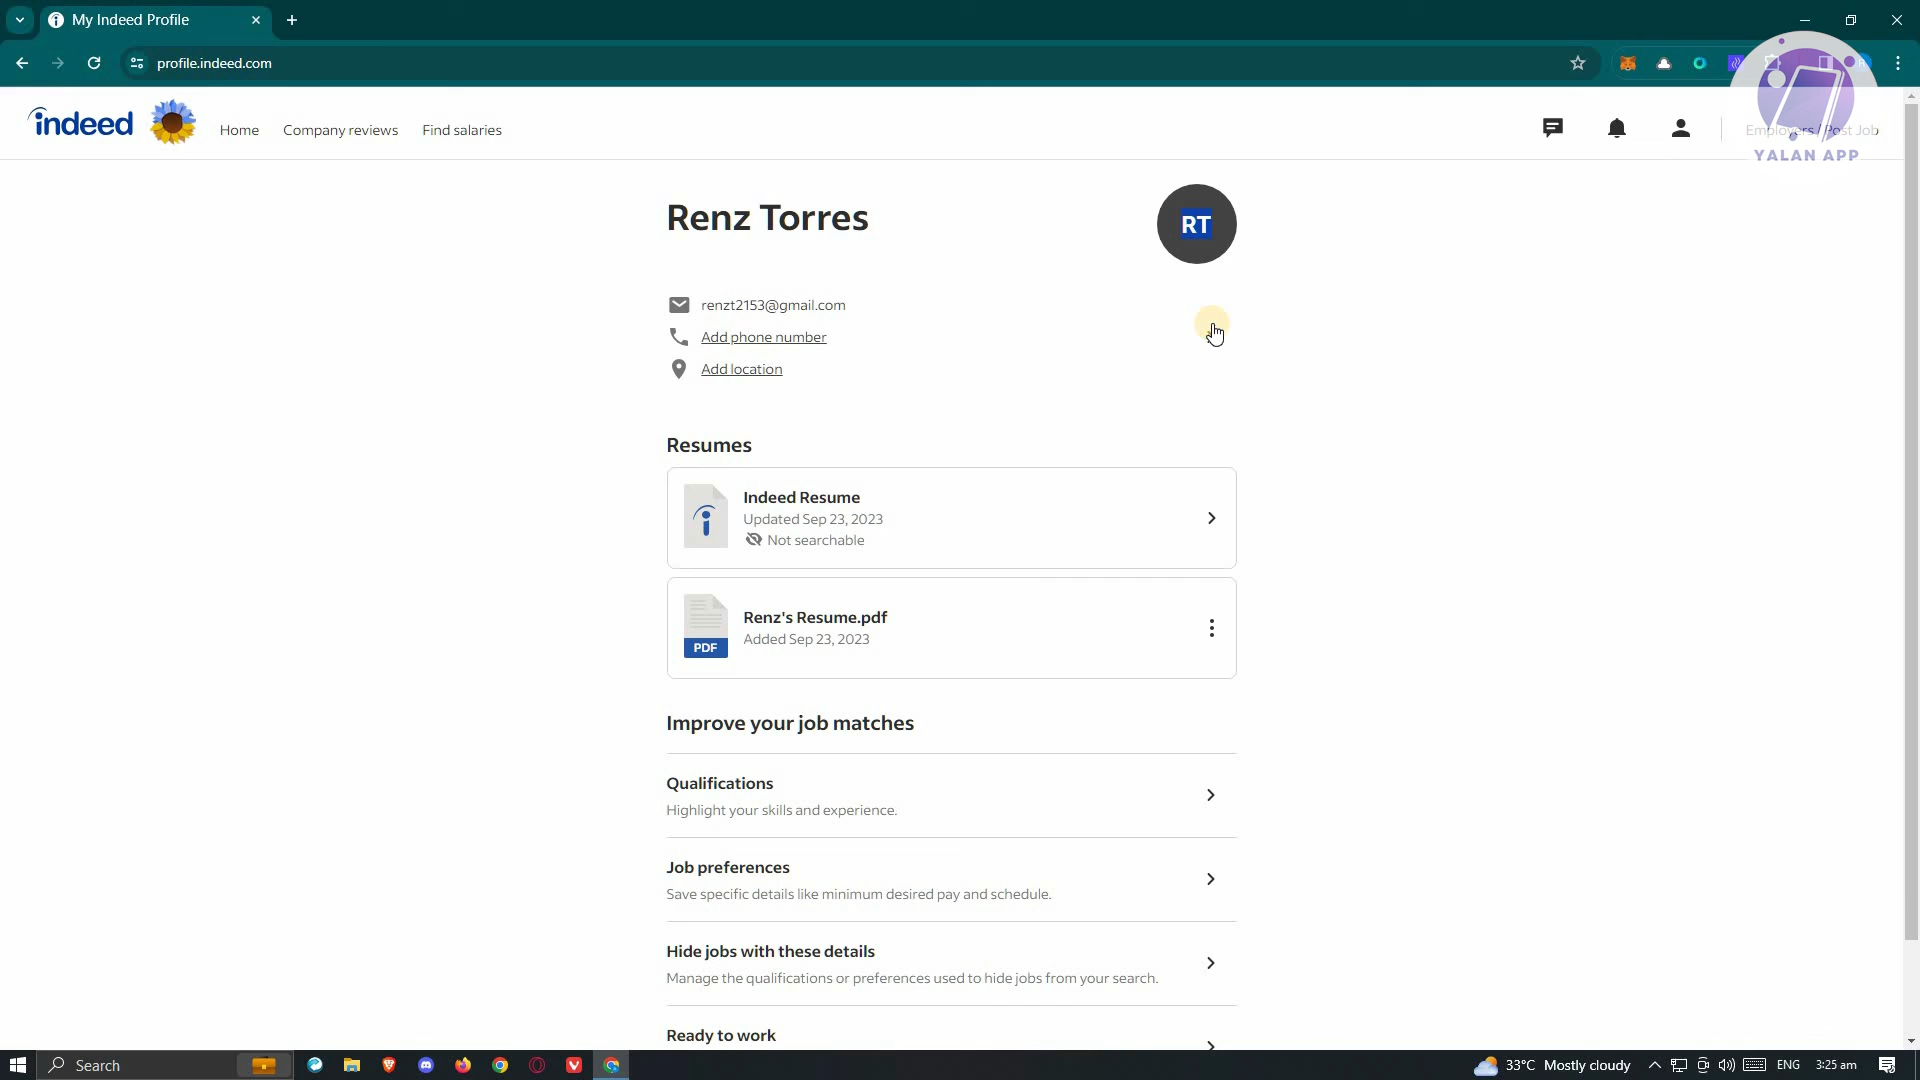 My Indeed Profile
profile.indeed.com
indeed
Home
Company reviews
Find salaries
Employers / Post Job
YALAN APP
Renz Torres
RT
renzt2153@gmail.com
Add phone number
Add location
Resumes
Indeed Resume
Updated Sep 23, 2023
Not searchable
Renz's Resume.pdf
Added Sep 23, 2023
PDF
Improve your job matches
Qualifications
Highlight your skills and experience.
Job preferences
Save specific details like minimum desired pay and schedule.
Hide jobs with these details
Manage the qualifications or preferences used to hide jobs from your search.
Ready to work
Search
33°C Mostly cloudy
ENG
3:25 am